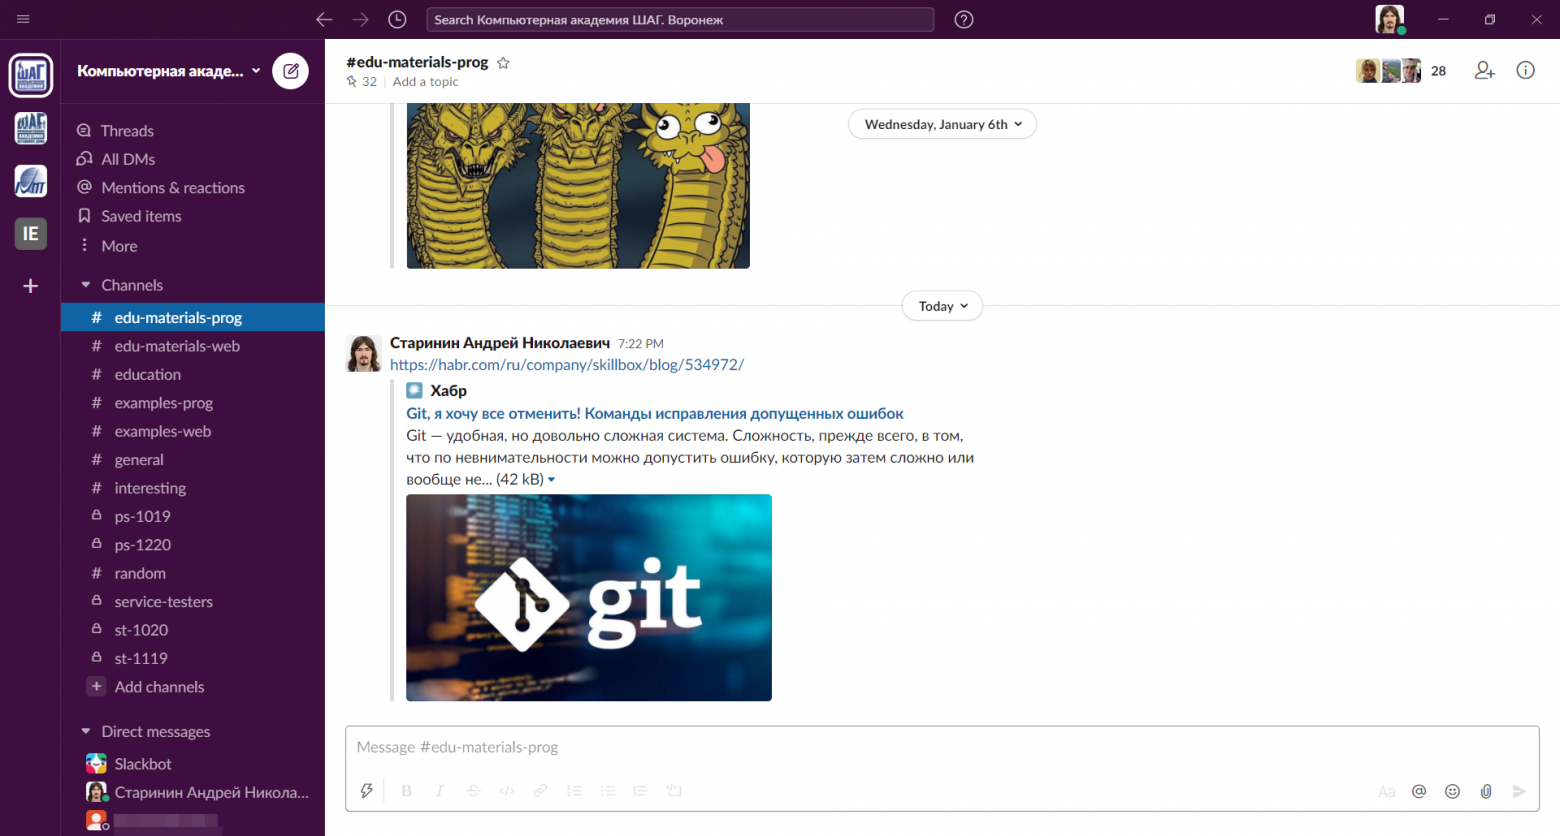 Search Компьютерная академия ШАГ. Воронеж
Компьютерная акаде...
ШАГ
ШАГ
IE
Threads
All DMs
Mentions & reactions
Saved items
More
Channels
# edu-materials-prog
# edu-materials-web
# education
# examples-prog
# examples-web
# general
# interesting
ps-1019
ps-1220
# random
service-testers
st-1020
st-1119
+ Add channels
Direct messages
Slackbot
Старинин Андрей Никола...
#edu-materials-prog
32 | Add a topic
28
Wednesday, January 6th
Today
Старинин Андрей Николаевич 7:22 PM
https://habr.com/ru/company/skillbox/blog/534972/
Хабр
Git, я хочу все отменить! Команды исправления допущенных ошибок
Git — удобная, но довольно сложная система. Сложность, прежде всего, в том,
что по невнимательности можно допустить ошибку, которую затем сложно или
вообще не... (42 kB)
git
Message #edu-materials-prog
B I S </>
Aa @